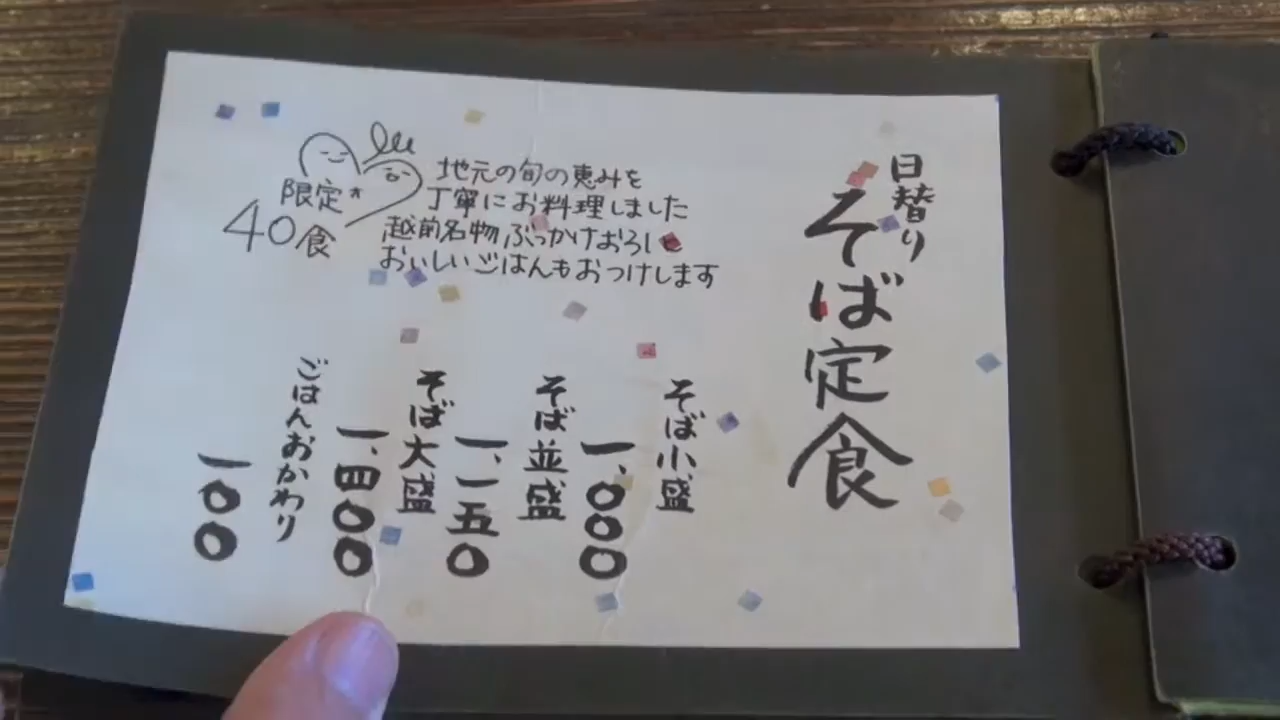 日替り
そば定食
地元の旬の恵みを
丁寧にお料理しました
越前名物ぶっかけおろしと
おいしいごはんもおつけします
限定*
40食
そば小盛
一、〇〇〇
そば並盛
一、一五〇
そば大盛
一、四〇〇
ごはんおかわり
一〇〇